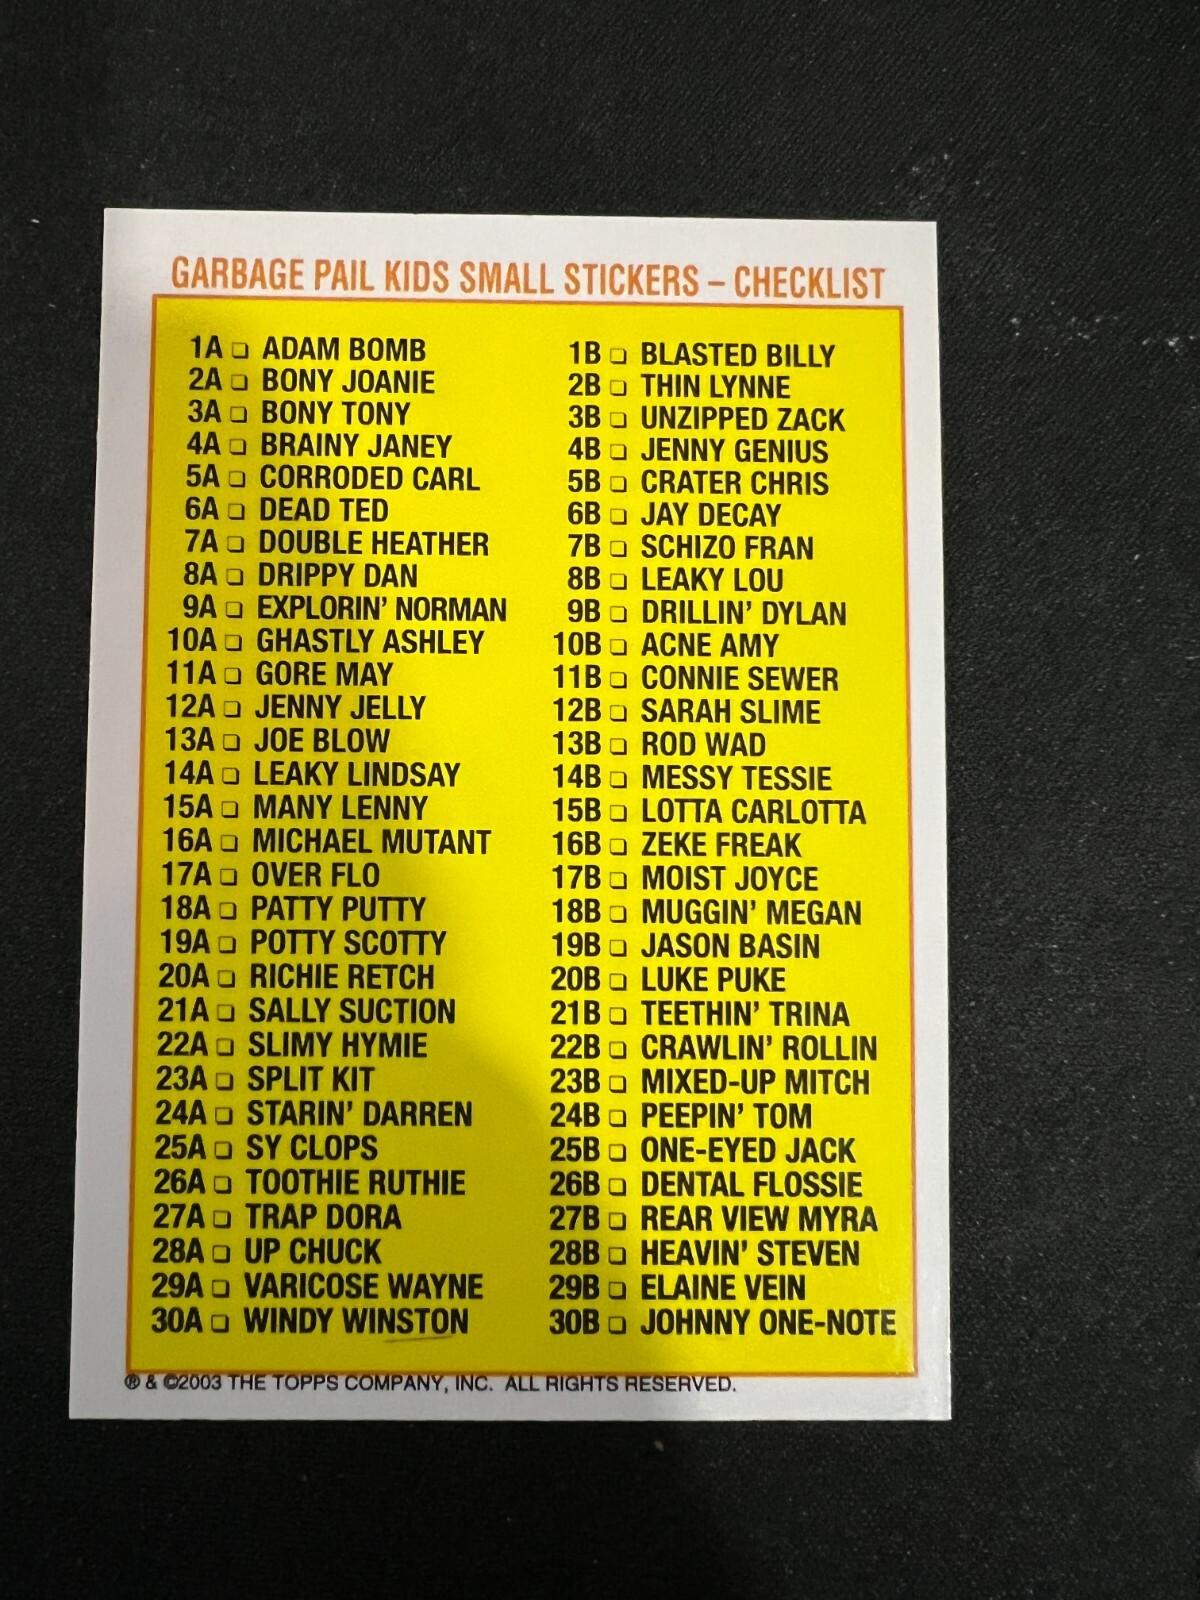 GARBAGE PAIL KIDS SMALL STICKERS – CHECKLIST
1A ❏ ADAM BOMB
2A ❏ BONY JOANIE
3A ❏ BONY TONY
4A ❏ BRAINY JANEY
5A ❏ CORRODED CARL
6A ❏ DEAD TED
7A ❏ DOUBLE HEATHER
8A ❏ DRIPPY DAN
9A ❏ EXPLORIN' NORMAN
10A ❏ GHASTLY ASHLEY
11A ❏ GORE MAY
12A ❏ JENNY JELLY
13A ❏ JOE BLOW
14A ❏ LEAKY LINDSAY
15A ❏ MANY LENNY
16A ❏ MICHAEL MUTANT
17A ❏ OVER FLO
18A ❏ PATTY PUTTY
19A ❏ POTTY SCOTTY
20A ❏ RICHIE RETCH
21A ❏ SALLY SUCTION
22A ❏ SLIMY HYMIE
23A ❏ SPLIT KIT
24A ❏ STARIN' DARREN
25A ❏ SY CLOPS
26A ❏ TOOTHIE RUTHIE
27A ❏ TRAP DORA
28A ❏ UP CHUCK
29A ❏ VARICOSE WAYNE
30A ❏ WINDY WINSTON
1B ❏ BLASTED BILLY
2B ❏ THIN LYNNE
3B ❏ UNZIPPED ZACK
4B ❏ JENNY GENIUS
5B ❏ CRATER CHRIS
6B ❏ JAY DECAY
7B ❏ SCHIZO FRAN
8B ❏ LEAKY LOU
9B ❏ DRILLIN' DYLAN
10B ❏ ACNE AMY
11B ❏ CONNIE SEWER
12B ❏ SARAH SLIME
13B ❏ ROD WAD
14B ❏ MESSY TESSIE
15B ❏ LOTTA CARLOTTA
16B ❏ ZEKE FREAK
17B ❏ MOIST JOYCE
18B ❏ MUGGIN' MEGAN
19B ❏ JASON BASIN
20B ❏ LUKE PUKE
21B ❏ TEETHIN' TRINA
22B ❏ CRAWLIN' ROLLIN
23B ❏ MIXED-UP MITCH
24B ❏ PEEPIN' TOM
25B ❏ ONE-EYED JACK
26B ❏ DENTAL FLOSSIE
27B ❏ REAR VIEW MYRA
28B ❏ HEAVIN' STEVEN
29B ❏ ELAINE VEIN
30B ❏ JOHNNY ONE-NOTE
® & ©2003 THE TOPPS COMPANY, INC. ALL RIGHTS RESERVED.